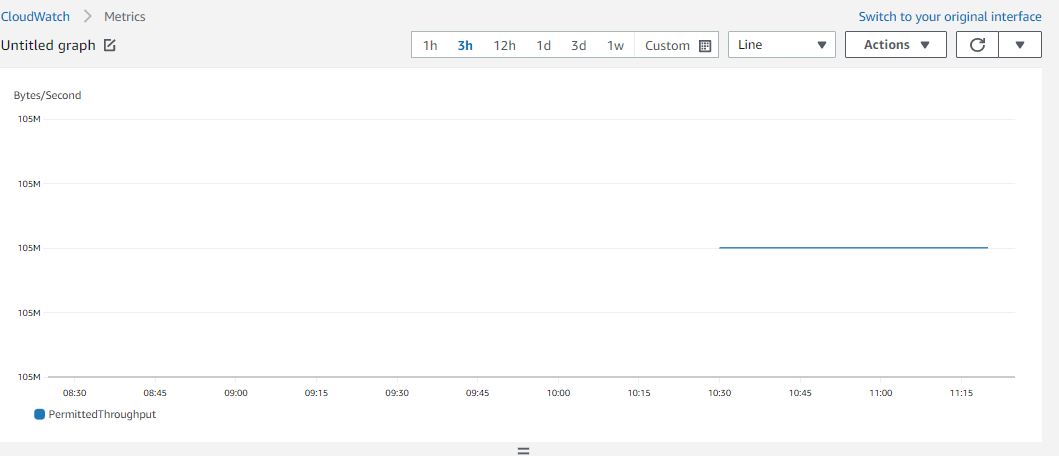 CloudWatch > Metrics
Switch to your original interface
Untitled graph
1h 3h 12h 1d 3d 1w Custom Line Actions
Bytes/Second
105M
105M
105M
105M
105M
08:30 08:45 09:00 09:15 09:30 09:45 10:00 10:15 10:30 10:45 11:00 11:15
PermittedThroughput